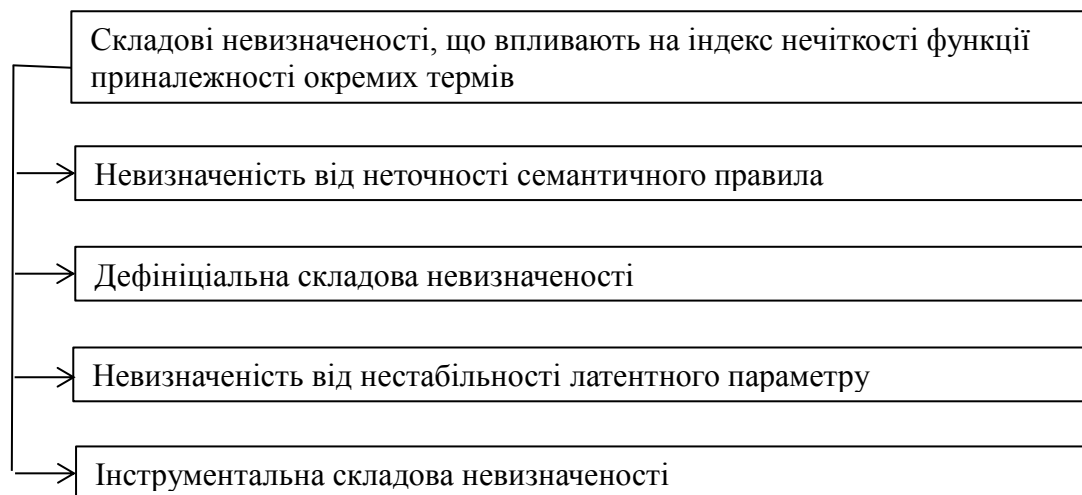 Складові невизначеності, що впливають на індекс нечіткості функції
приналежності окремих термів
Невизначеність від неточності семантичного правила
Дефініціальна складова невизначеності
Невизначеність від нестабільності латентного параметру
Інструментальна складова невизначеності